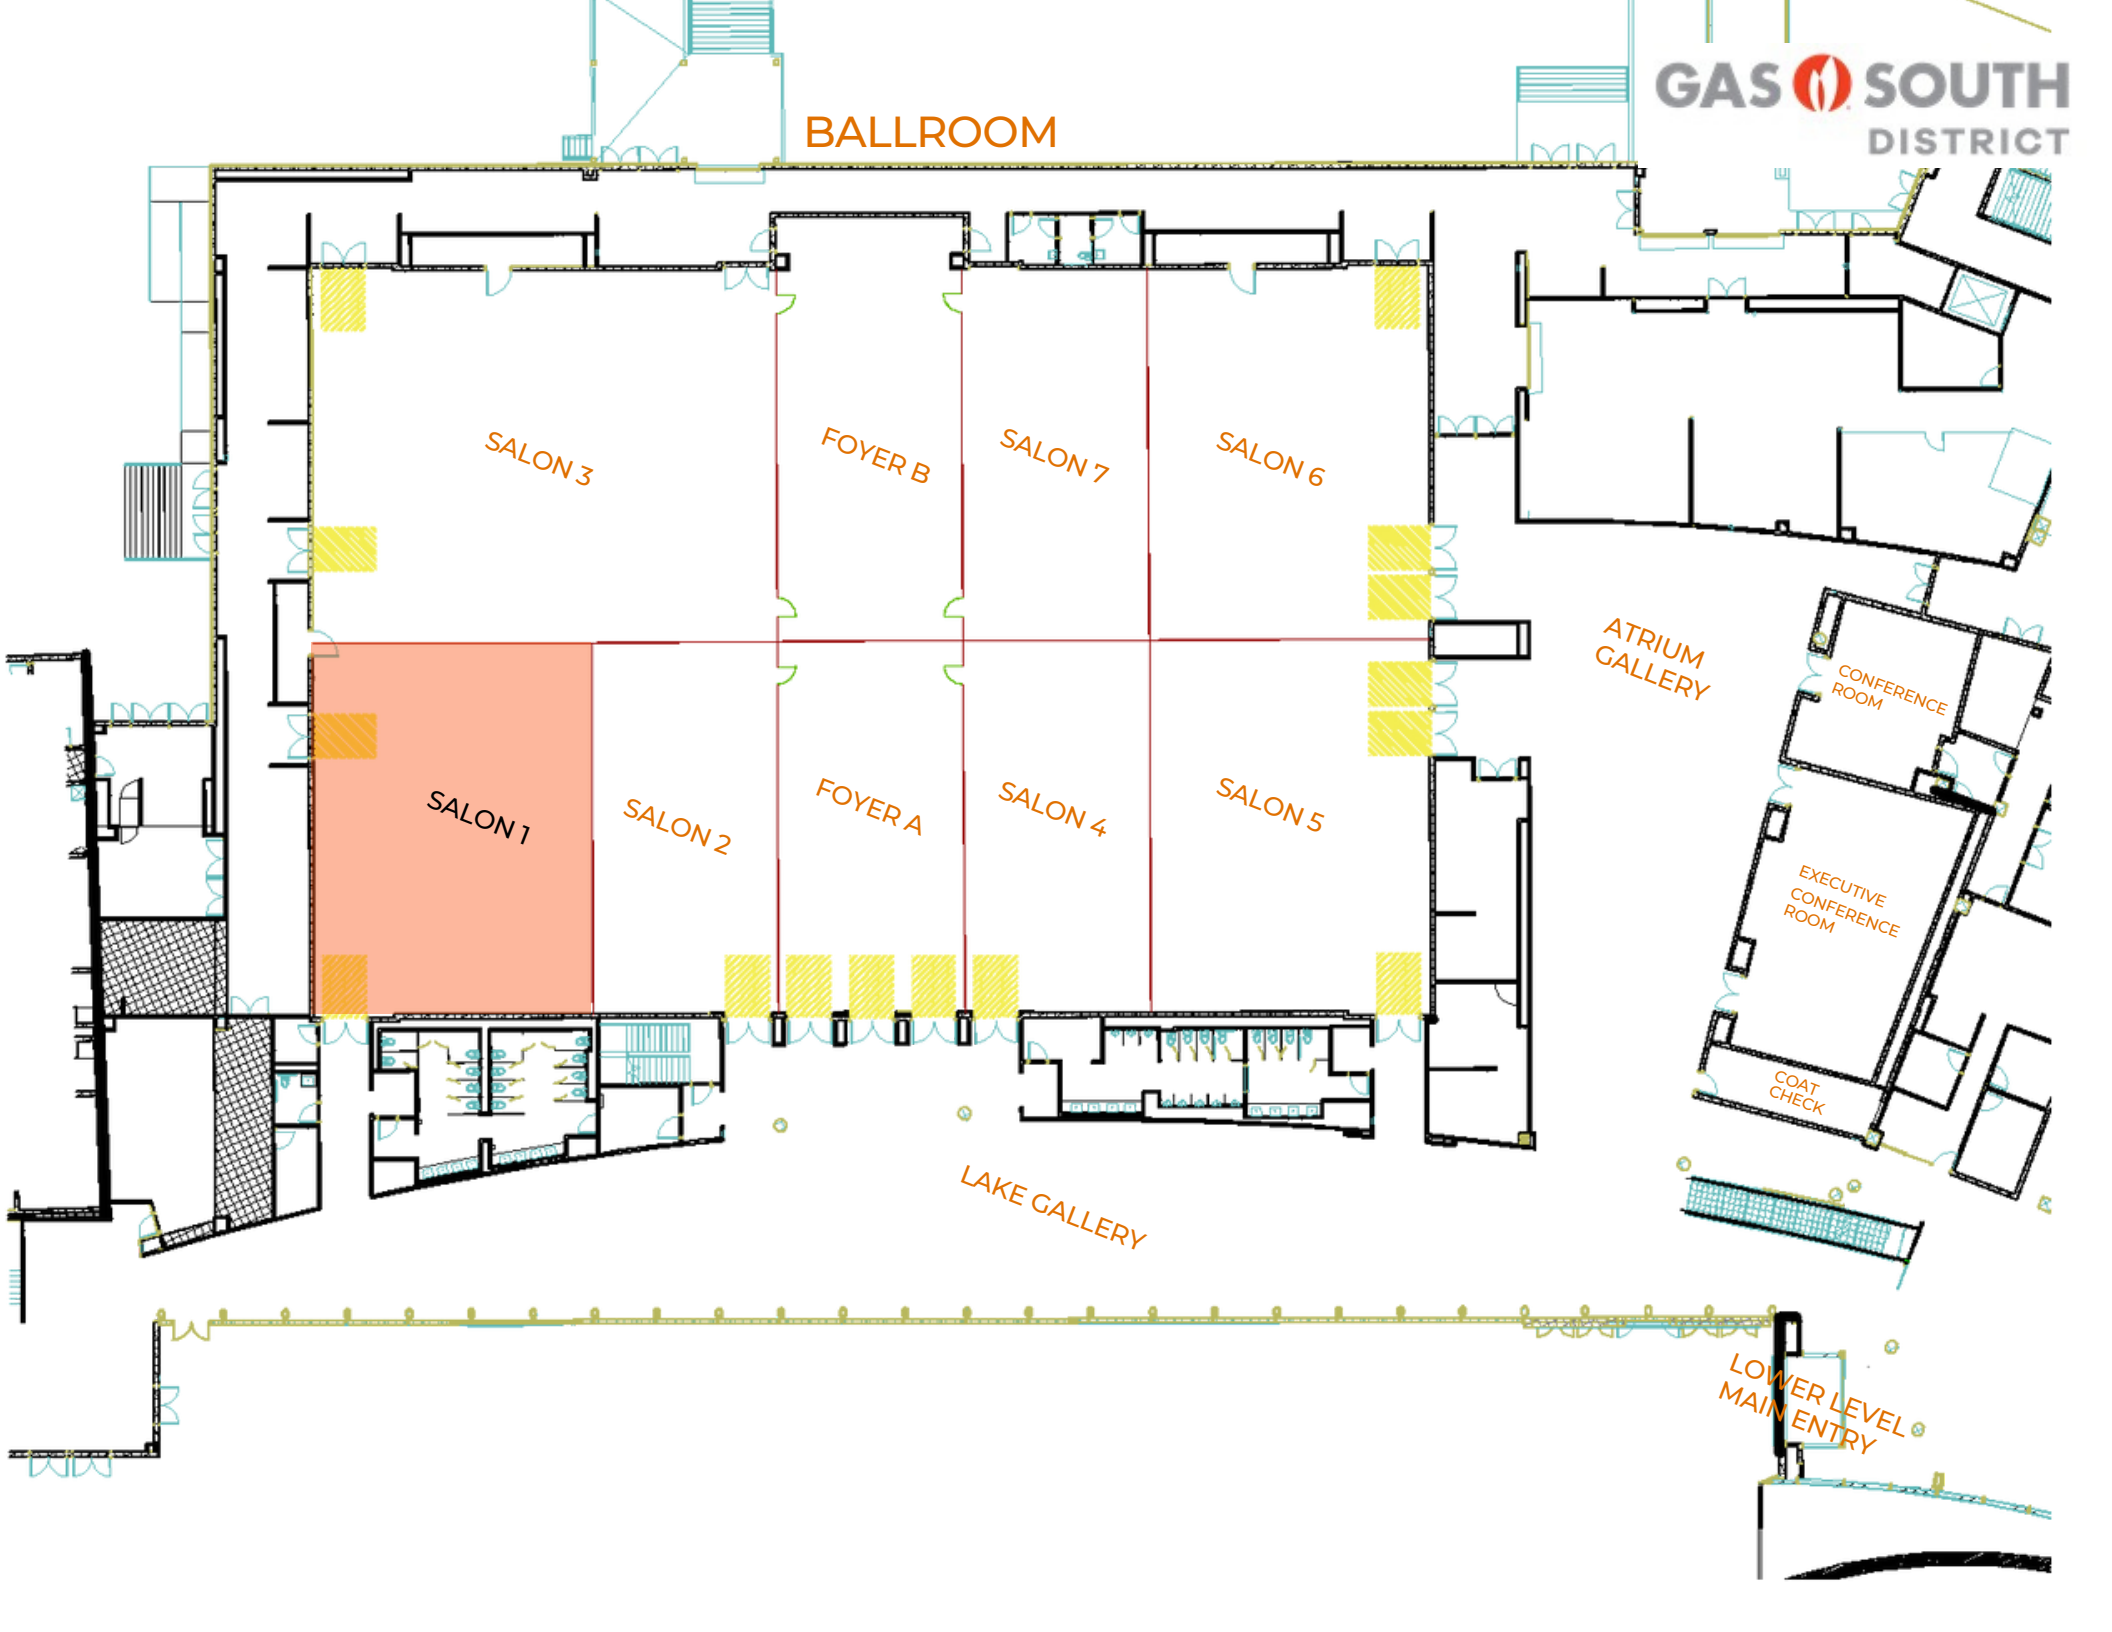 GAS SOUTH
DISTRICT
BALLROOM
SALON 3
FOYER B
SALON 7
SALON 6
ATRIUM
GALLERY
CONFERENCE
ROOM
SALON 1
SALON 2
FOYER A
SALON 4
SALON 5
EXECUTIVE
CONFERENCE
ROOM
COAT
CHECK
LAKE GALLERY
LOWER LEVEL
MAIN ENTRY